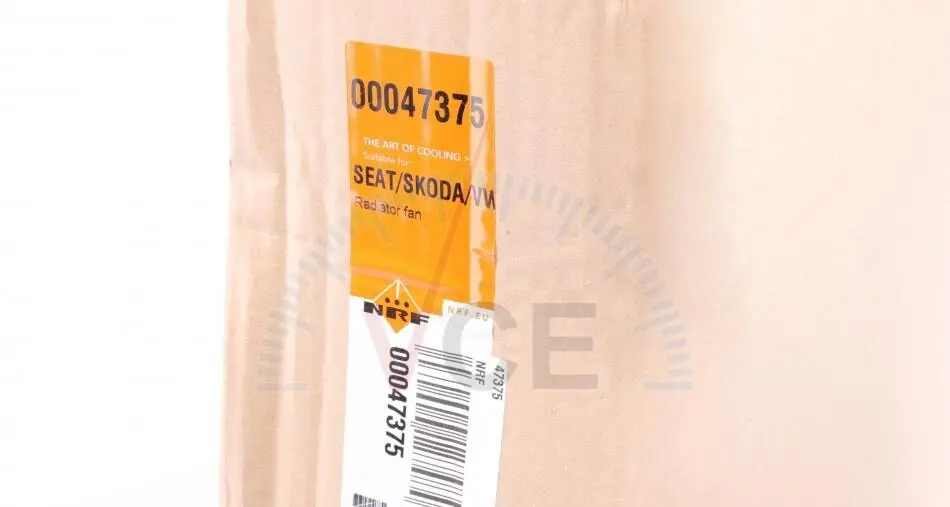 00047375
THE ART OF COOLING >
Suitable for:
SEAT/SKODA/VW
Radiator fan
NRF
NRF.EU
00047375
47375
NRF
VCE